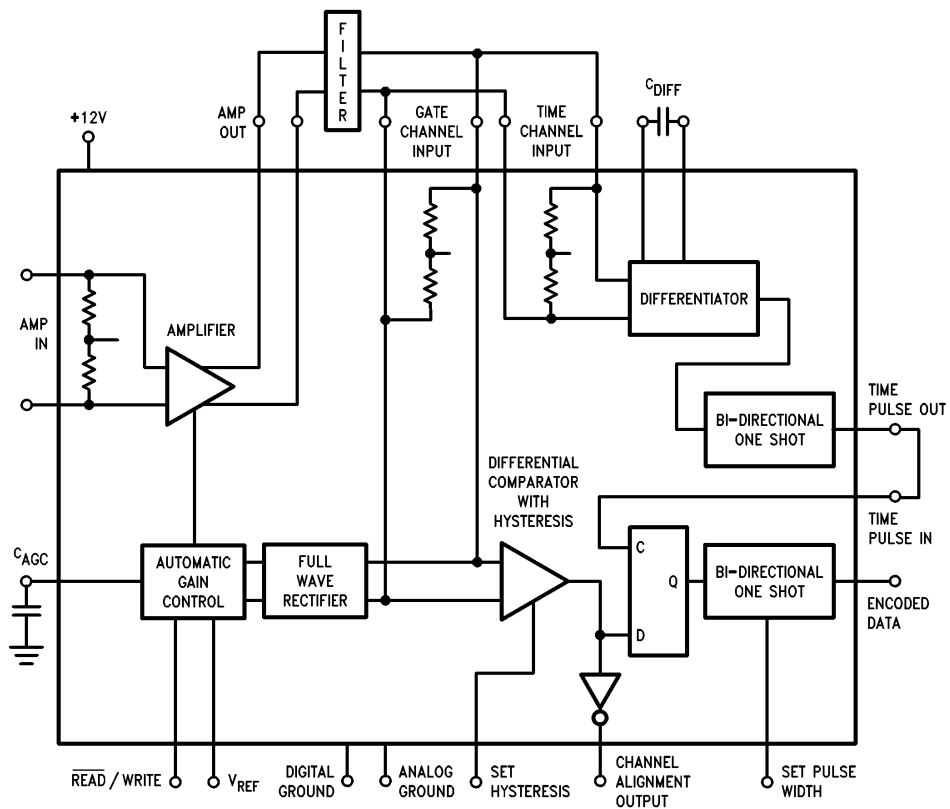 FILTER
+12V
AMP
OUT
GATE
CHANNEL
INPUT
TIME
CHANNEL
INPUT
CDIFF
AMP
IN
AMPLIFIER
DIFFERENTIATOR
BI-DIRECTIONAL
ONE SHOT
TIME
PULSE OUT
TIME
PULSE IN
DIFFERENTIAL
COMPARATOR
WITH
HYSTERESIS
CAGC
AUTOMATIC
GAIN
CONTROL
FULL
WAVE
RECTIFIER
C
Q
D
BI-DIRECTIONAL
ONE SHOT
ENCODED
DATA
READ/WRITE
VREF
DIGITAL
GROUND
ANALOG
GROUND
SET
HYSTERESIS
CHANNEL
ALIGNMENT
OUTPUT
SET PULSE
WIDTH